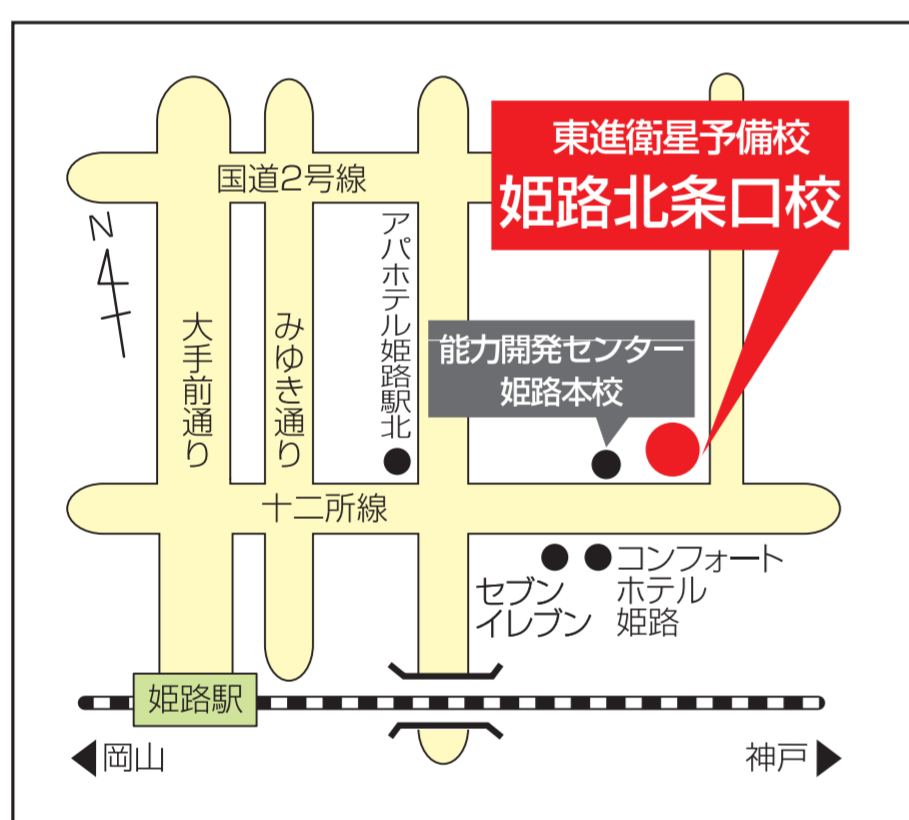 東進衛星予備校
姫路北条口校
国道2号線
N
アパホテル姫路駅北
大手前通り
みゆき通り
能力開発センター
姫路本校
十二所線
セブン
イレブン
コンフォート
ホテル
姫路
姫路駅
岡山
神戸